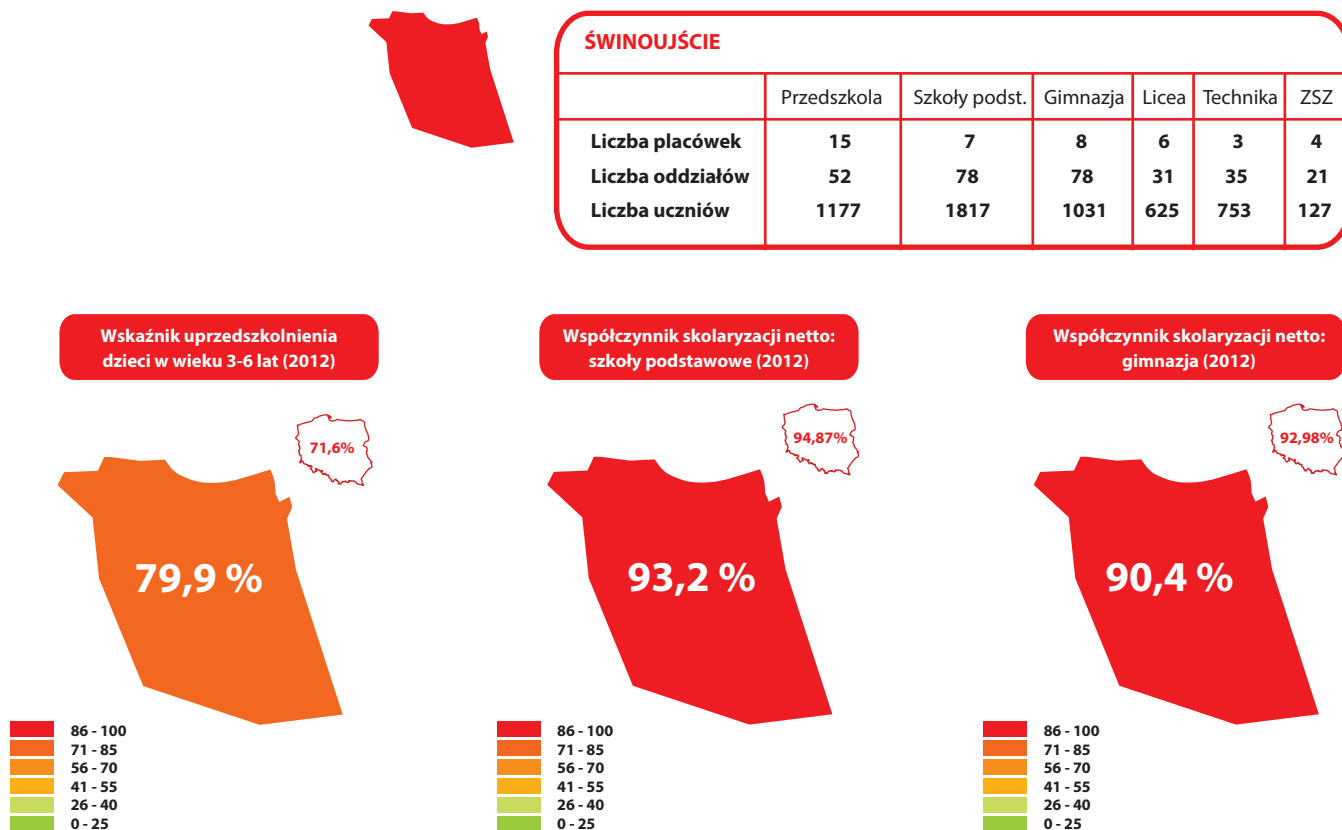 ŚWINOUJŚCIE
Przedszkola Szkoły podst. Gimnazja Licea Technika ZSZ
Liczba placówek 15 7 8 6 3 4
Liczba oddziałów 52 78 78 31 35 21
Liczba uczniów 1177 1817 1031 625 753 127
Wskaźnik uprzedszkolnienia
dzieci w wieku 3-6 lat (2012)
71,6%
79,9 %
86 - 100
71 - 85
56 - 70
41 - 55
26 - 40
0 - 25
Współczynnik skolaryzacji netto:
szkoły podstawowe (2012)
94,87%
93,2 %
86 - 100
71 - 85
56 - 70
41 - 55
26 - 40
0 - 25
Współczynnik skolaryzacji netto:
gimnazja (2012)
92,98%
90,4 %
86 - 100
71 - 85
56 - 70
41 - 55
26 - 40
0 - 25